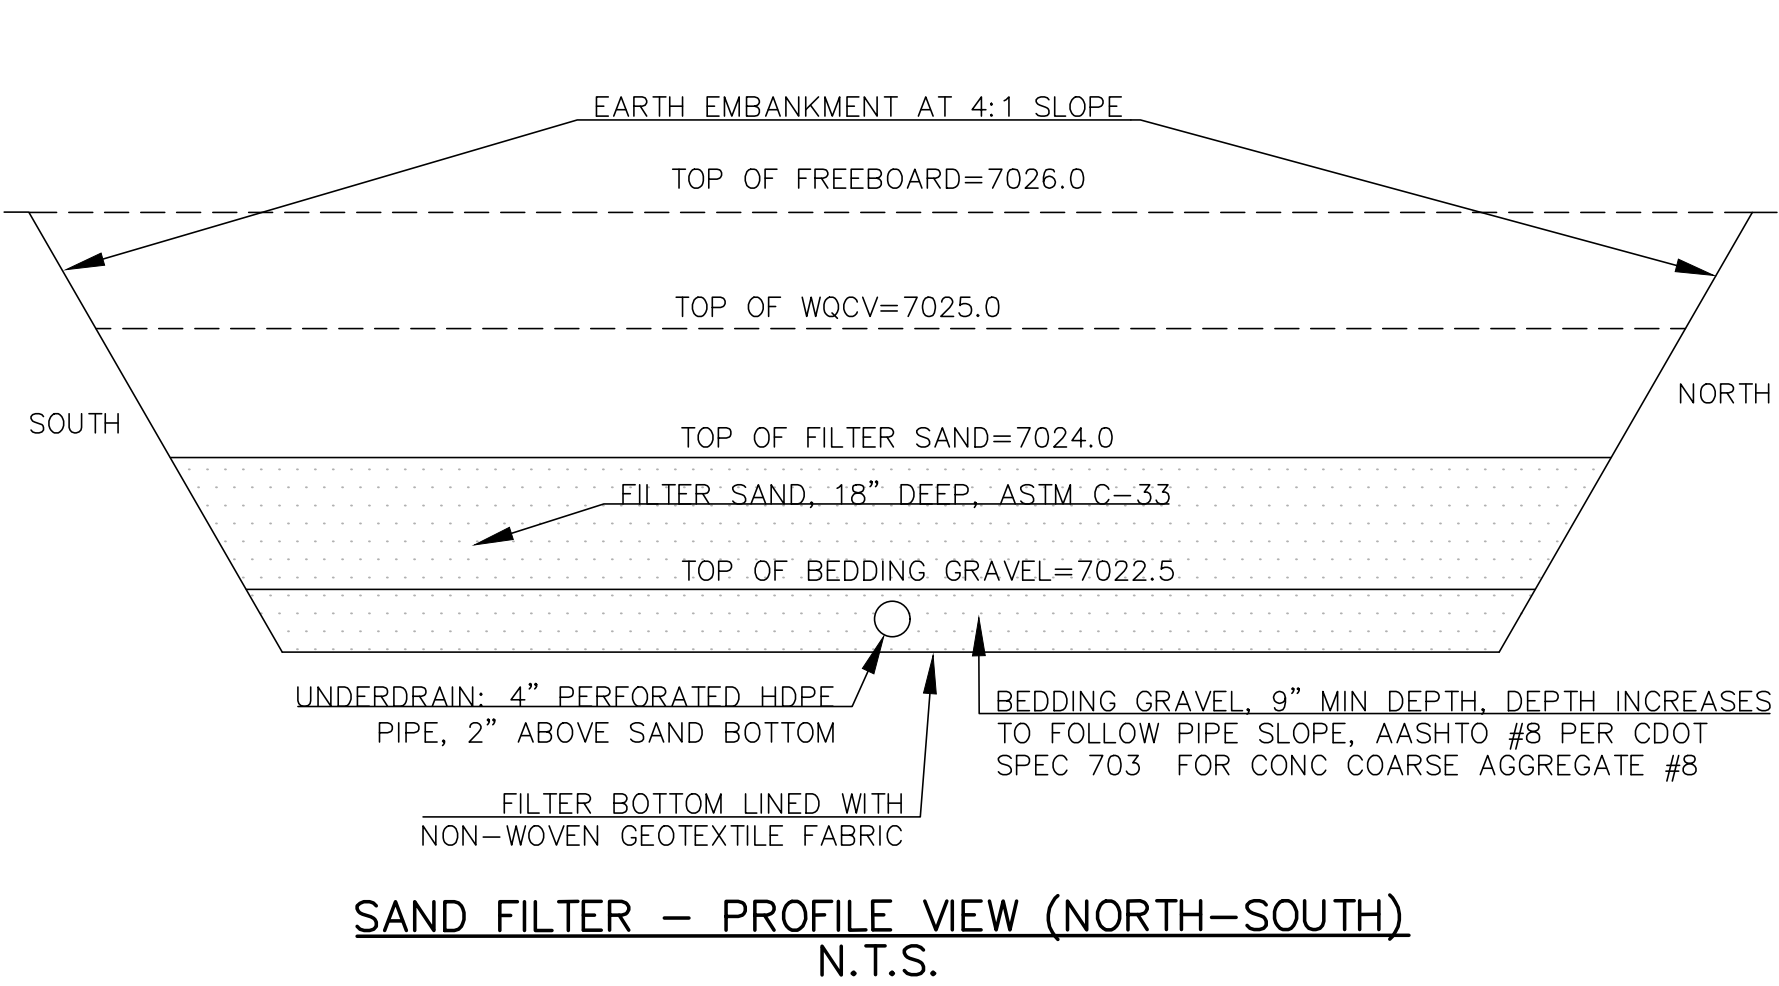 EARTH EMBANKMENT AT 4:1 SLOPE
TOP OF FREEBOARD=7026.0
TOP OF WQCV=7025.0
SOUTH
NORTH
TOP OF FILTER SAND=7024.0
FILTER SAND, 18” DEEP, ASTM C-33
TOP OF BEDDING GRAVEL=7022.5
UNDERDRAIN: 4” PERFORATED HDPE
PIPE, 2” ABOVE SAND BOTTOM
BEDDING GRAVEL, 9” MIN DEPTH, DEPTH INCREASES
TO FOLLOW PIPE SLOPE, AASHTO #8 PER CDOT
SPEC 703 FOR CONC COARSE AGGREGATE #8
FILTER BOTTOM LINED WITH
NON-WOVEN GEOTEXTILE FABRIC
SAND FILTER - PROFILE VIEW (NORTH-SOUTH)
N.T.S.